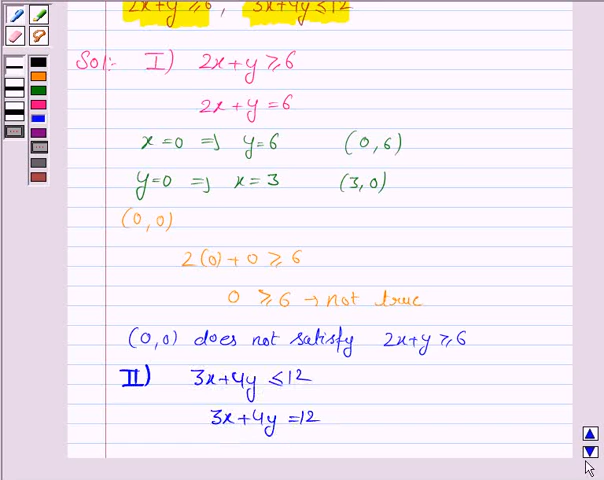 2x+y ≥6, 3x+4y ≤12
Sol:- I) 2x+y ≥6
2x+y =6
x=0 ⇒ y=6 (0,6)
y=0 ⇒ x=3 (3,0)
(0,0)
2(0)+0 ≥6
0 ≥6 → not true
(0,0) does not satisfy 2x+y ≥6
II) 3x+4y ≤12
3x+4y =12